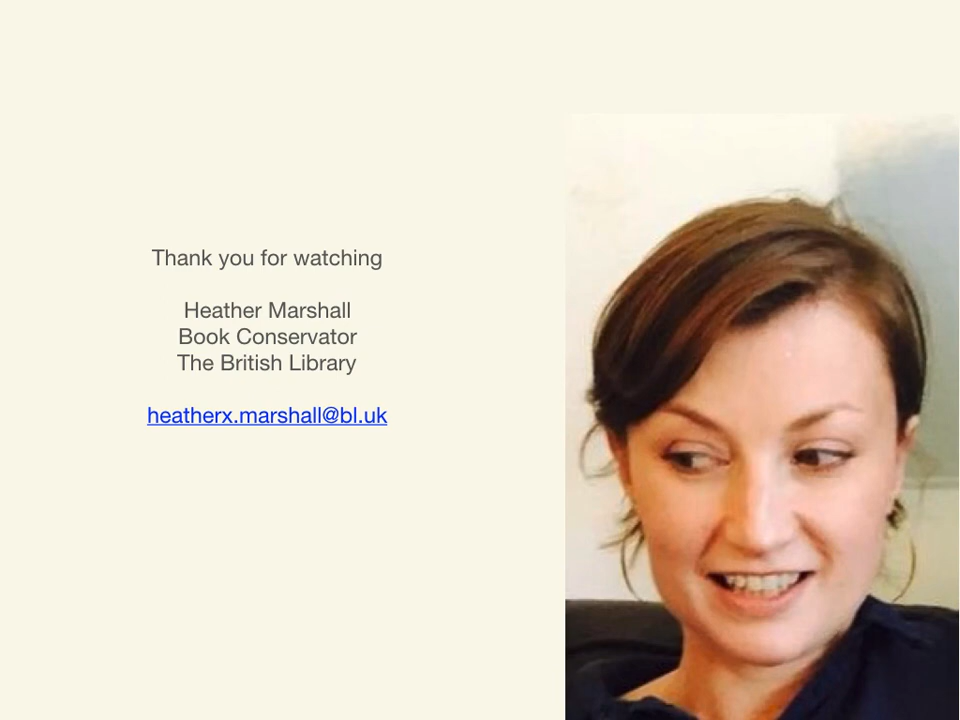 Thank you for watching
Heather Marshall
Book Conservator
The British Library
heatherx.marshall@bl.uk